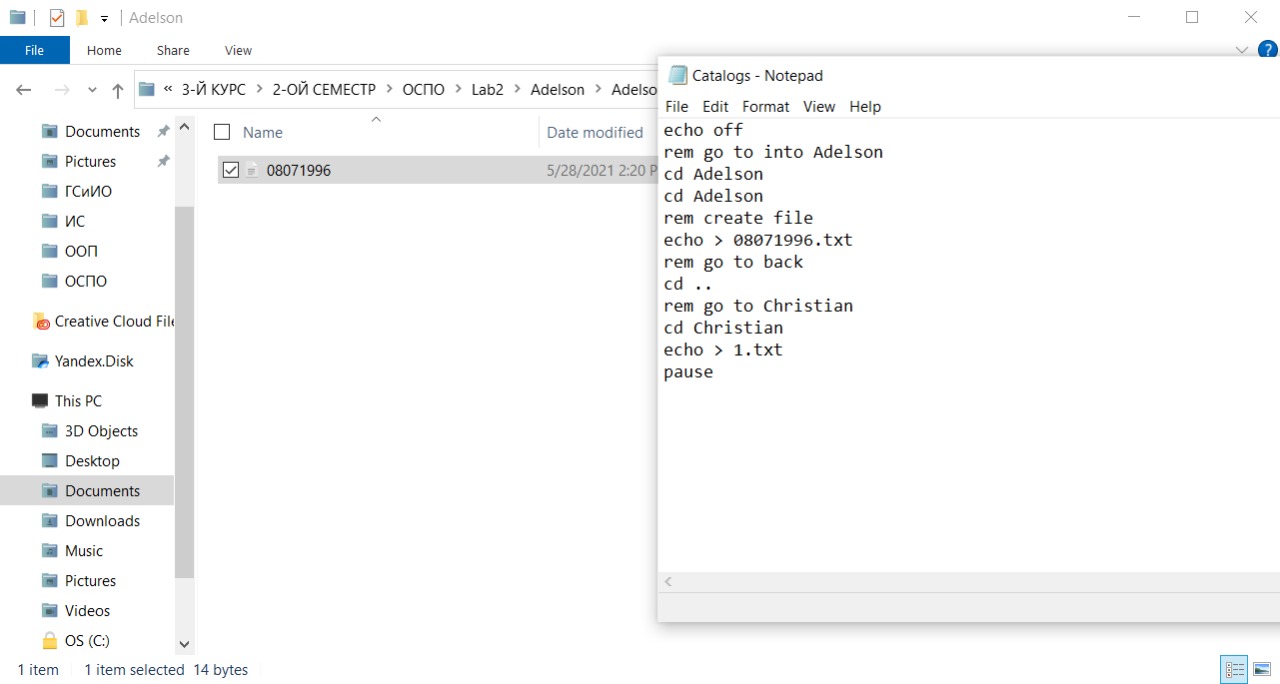 Adelson
File Home Share View ?
« 3-Й КУРС > 2-ОЙ СЕМЕСТР > ОСПО > Lab2 > Adelson > Adelso
Name Date modified
08071996 5/28/2021 2:20 P
Documents
Pictures
ГСиИО
ИС
ООП
ОСПО
Creative Cloud File
Yandex.Disk
This PC
3D Objects
Desktop
Documents
Downloads
Music
Pictures
Videos
OS (C:)
1 item 1 item selected 14 bytes
Catalogs - Notepad
File Edit Format View Help
echo off
rem go to into Adelson
cd Adelson
cd Adelson
rem create file
echo > 08071996.txt
rem go to back
cd ..
rem go to Christian
cd Christian
echo > 1.txt
pause